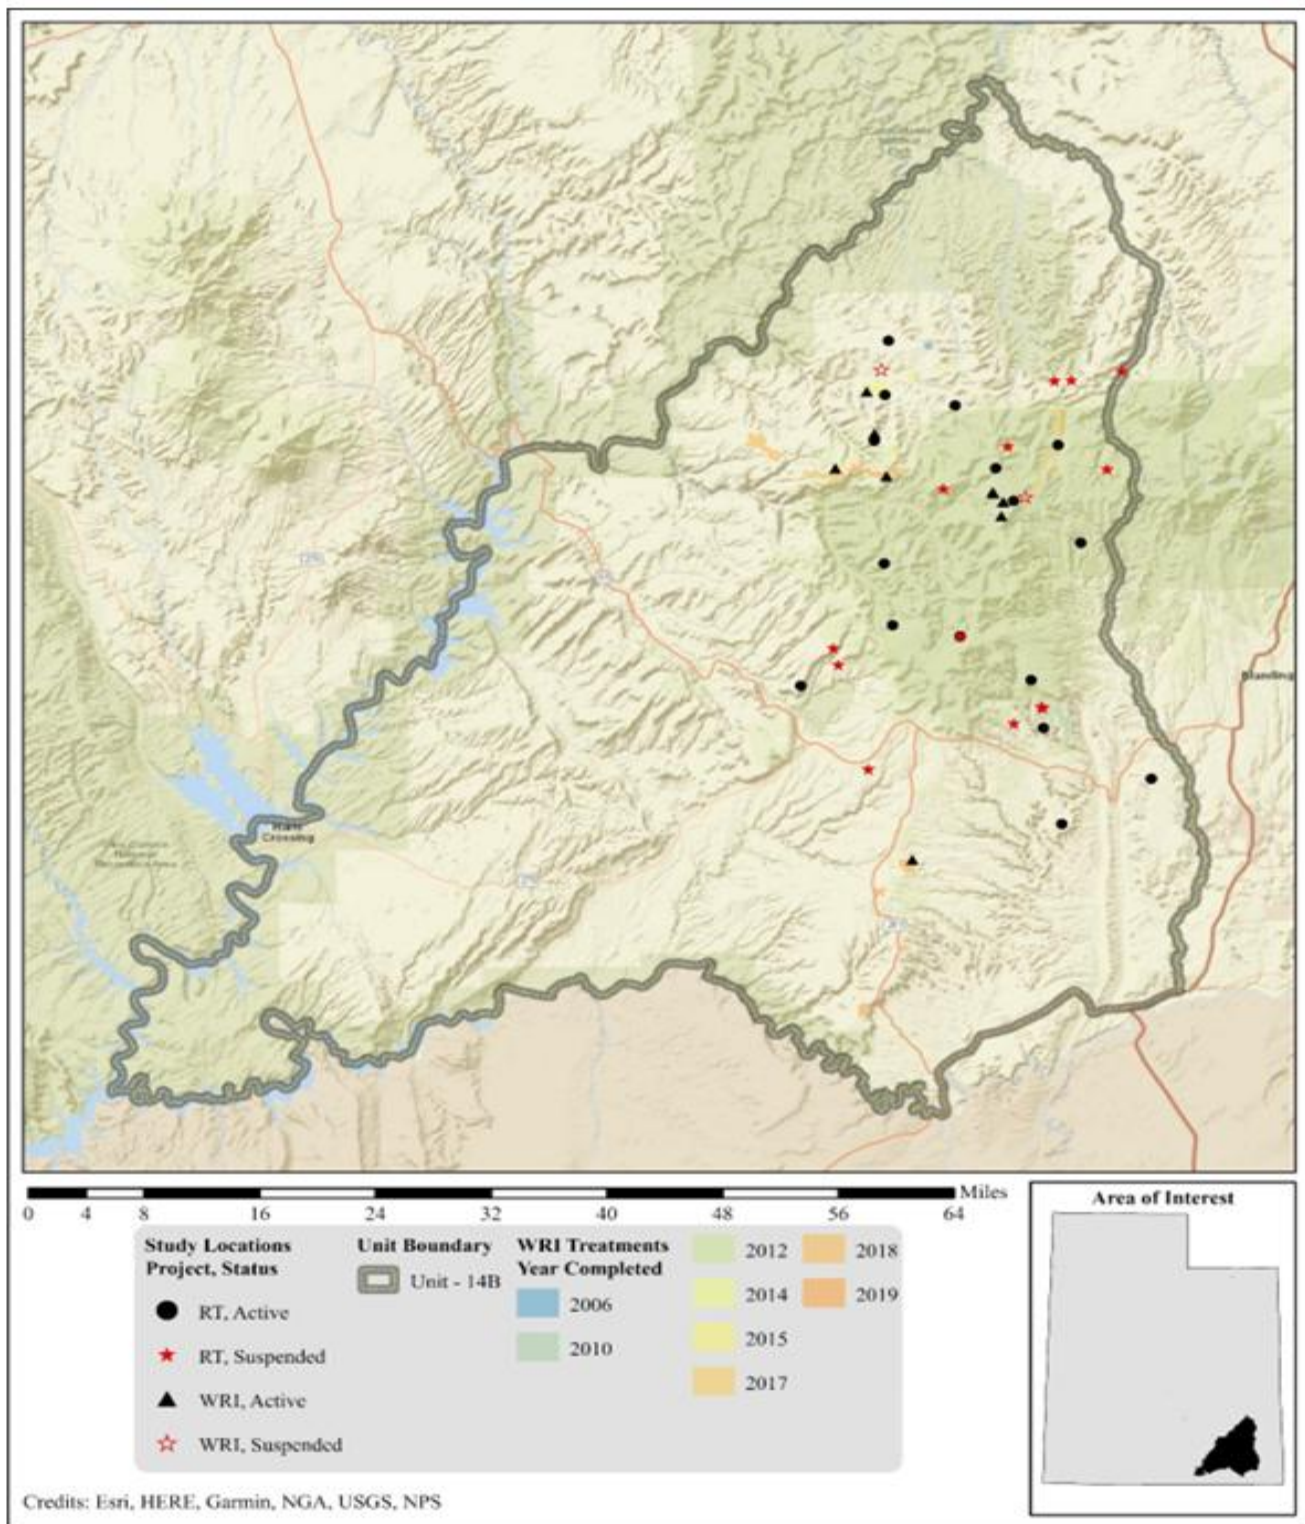 Blanding
Crossing
Miles
0 4 8 16 24 32 40 48 56 64
Area of Interest
Study Locations
Project, Status
RT, Active
RT, Suspended
WRI, Active
WRI, Suspended
Unit Boundary
Unit - 14B
WRI Treatments
Year Completed
2006
2010
2012
2014
2015
2017
2018
2019
Credits: Esri, HERE, Garmin, NGA, USGS, NPS